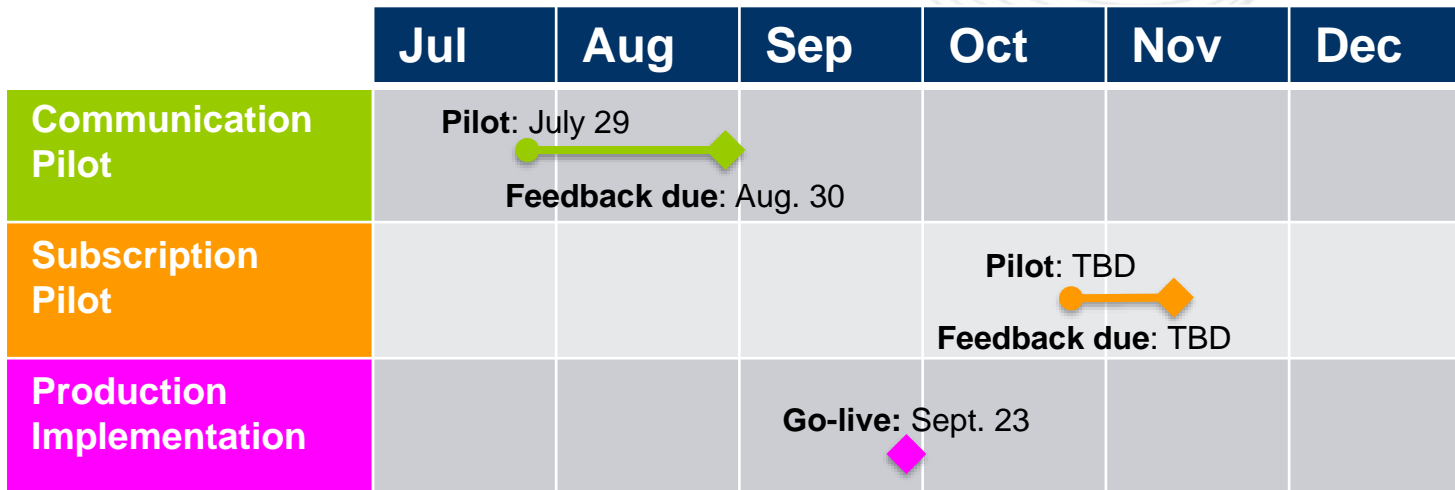 Jul Aug Sep Oct Nov Dec
Communication
Pilot
Pilot: July 29
Feedback due: Aug. 30
Subscription
Pilot
Pilot: TBD
Feedback due: TBD
Production
Implementation
Go-live: Sept. 23